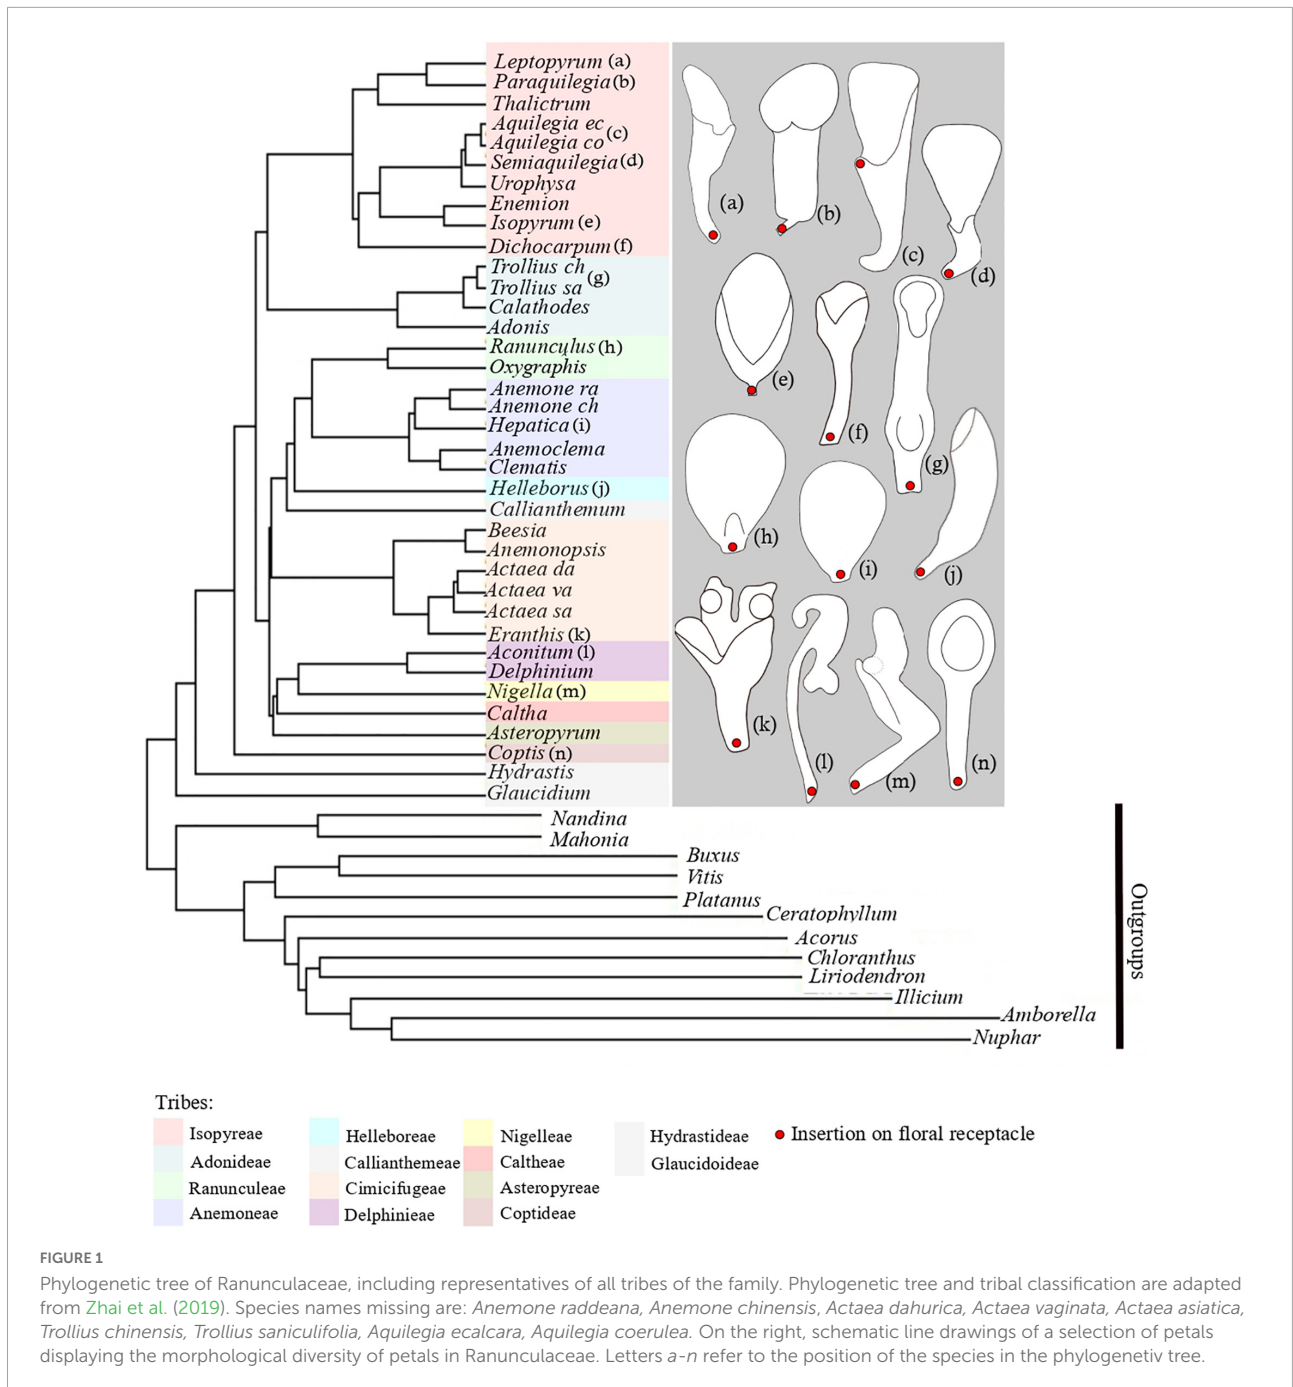 Leptopyrum (a)
Paraquilegia (b)
Thalictrum
Aquilegia ec
(c)
Aquilegia co
Semiaquilegia (d)
Urophysa
Enemion
Isopyrum (e)
Dichocarpum (f)
Trollius ch
(g)
Trollius sa
Calathodes
Adonis
Ranunculus (h)
Oxygraphis
Anemone ra
Anemone ch
Hepatica (i)
Anemoclema
Clematis
Helleborus (j)
Callianthemum
Beesia
Anemonopsis
Actaea da
Actaea va
Actaea sa
Eranthis (k)
Aconitum (l)
Delphinium
Nigella (m)
Caltha
Asteropyrum
Coptis (n)
Hydrastis
Glaucidium
(a)
(b)
(c)
(d)
(e)
(f)
(g)
(h)
(i)
(j)
(k)
(l)
(m)
(n)
Nandina
Mahonia
Buxus
Vitis
Platanus
Ceratophyllum
Acorus
Chloranthus
Liriodendron
Illicium
Amborella
Nuphar
Outgroups
Tribes:
Isopyreae
Adonideae
Ranunculeae
Anemoneae
Helleboreae
Callianthemeae
Cimicifugeae
Delphinieae
Nigelleae
Caltheae
Asteropyreae
Coptideae
Hydrastideae
Glaucidoideae
Insertion on floral receptacle
FIGURE 1
Phylogenetic tree of Ranunculaceae, including representatives of all tribes of the family. Phylogenetic tree and tribal classification are adapted
from Zhai et al. (2019). Species names missing are: Anemone raddeana, Anemone chinensis, Actaea dahurica, Actaea vaginata, Actaea asiatica,
Trollius chinensis, Trollius saniculifolia, Aquilegia ecalcara, Aquilegia coerulea. On the right, schematic line drawings of a selection of petals
displaying the morphological diversity of petals in Ranunculaceae. Letters a-n refer to the position of the species in the phylogenetiv tree.